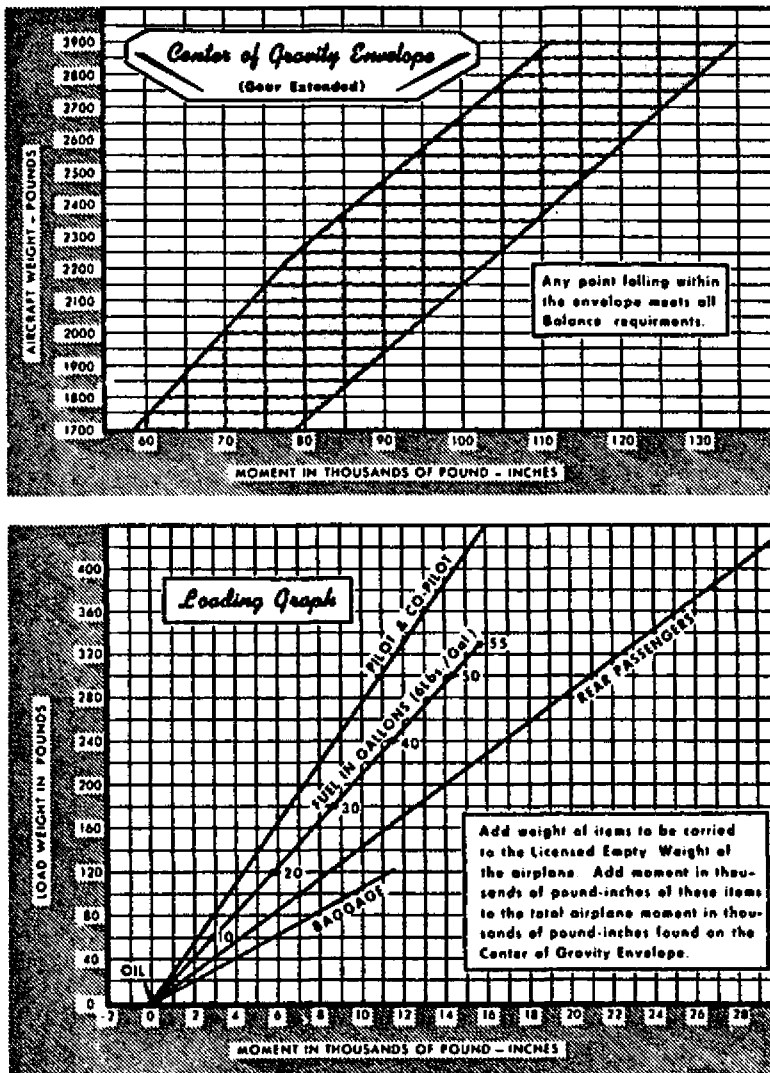 Center of Gravity Envelope
(Gear Extended)
2900
2800
2700
2600
2500
2400
2300
2200
2100
2000
1900
1800
1700
AIRCRAFT WEIGHT - POUNDS
Any point falling within
the envelope meets all
Balance requirments.
60 70 80 90 100 110 120 130
MOMENT IN THOUSANDS OF POUND - INCHES
Loading Graph
400
360
320
280
240
200
160
120
80
40
0
LOAD WEIGHT IN POUNDS
PILOT & CO-PILOT
FUEL IN GALLONS (6Lbs./Gal)
10
20
30
40
50
55
REAR PASSENGERS
BAGGAGE
OIL
Add weight of items to be carried
to the Licensed Empty Weight of
the airplane. Add moment in thou-
sands of pound-inches of these items
to the total airplane moment in thou-
sands of pound-inches found on the
Center of Gravity Envelope.
-2 0 2 4 6 8 10 12 14 16 18 20 22 24 26 28
MOMENT IN THOUSANDS OF POUND - INCHES